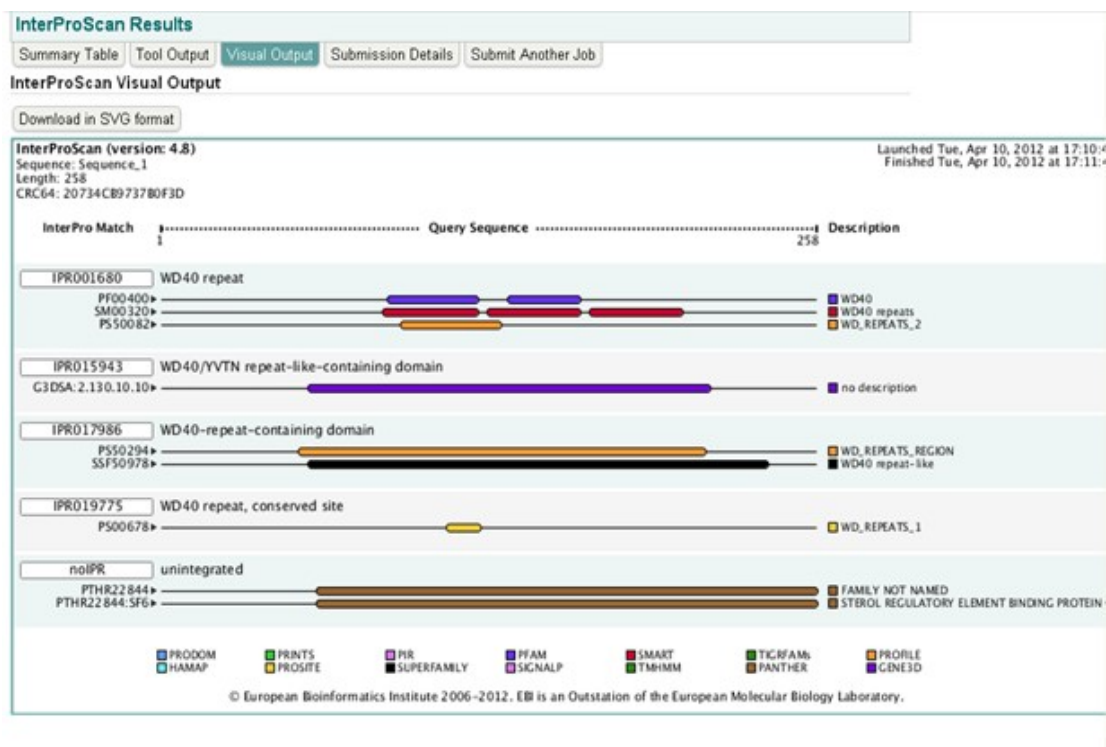 InterProScan Results
Summary Table Tool Output Visual Output Submission Details Submit Another Job
InterProScan Visual Output
Download in SVG format
InterProScan (version: 4.8) Launched Tue, Apr 10, 2012 at 17:10:4
Sequence: Sequence_1 Finished Tue, Apr 10, 2012 at 17:11:4
Length: 258
CRC64: 20734CB9737B0F3D
InterPro Match Query Sequence Description
1 258
IPR001680 WD40 repeat
PF00400 WD40
SM00320 WD40 repeats
PS50082 WD_REPEATS_2
IPR015943 WD40/YVTN repeat-like-containing domain
G3DSA:2.130.10.10 no description
IPR017986 WD40-repeat-containing domain
PS50294 WD_REPEATS_REGION
SSF50978 WD40 repeat-like
IPR019775 WD40 repeat, conserved site
PS00678 WD_REPEATS_1
noIPR unintegrated
PTHR22844 FAMILY NOT NAMED
PTHR22844:SF6 STEROL REGULATORY ELEMENT BINDING PROTEIN
PRODOM PRINTS PIR PFAM SMART TIGRFAMs PROFILE
HAMAP PROSITE SUPERFAMILY SIGNALP TMHMM PANTHER GENE3D
© European Bioinformatics Institute 2006-2012. EBI is an Outstation of the European Molecular Biology Laboratory.